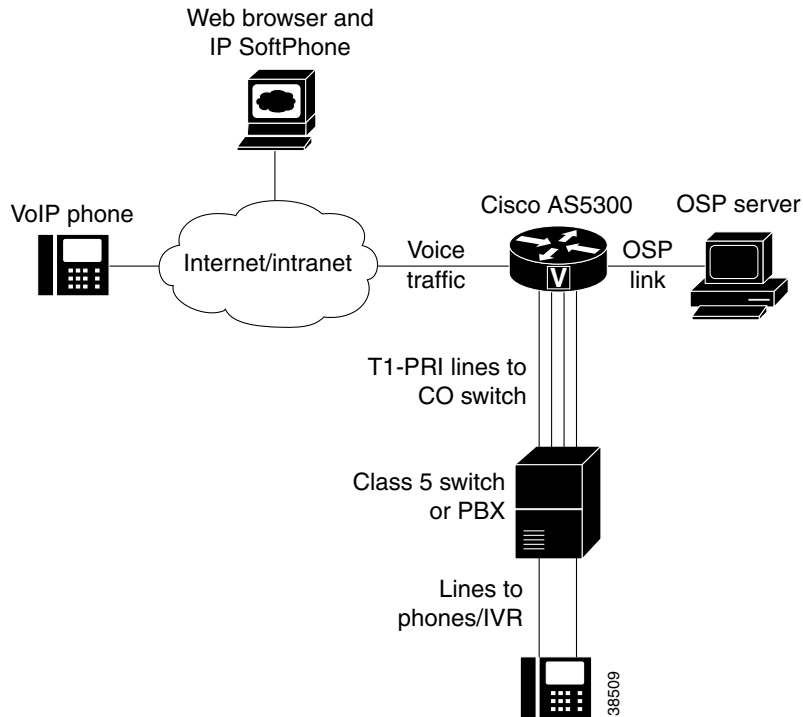 Web browser and
IP SoftPhone
VoIP phone
Internet/intranet
Voice
traffic
Cisco AS5300
V
OSP
link
OSP server
T1-PRI lines to
CO switch
Class 5 switch
or PBX
Lines to
phones/IVR
38509